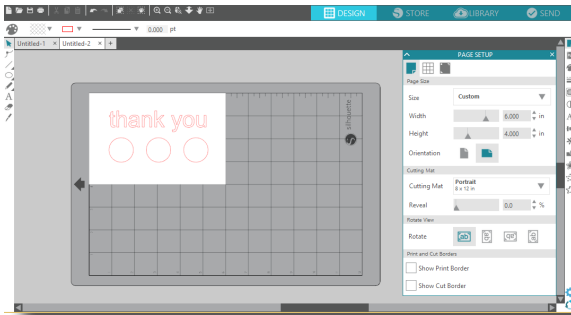 DESIGN
STORE
LIBRARY
SEND
0.000 pt
Untitled-1 ×
Untitled-2 × +
PAGE SETUP ×
Page Size
Size Custom
Width 6.000 in
Height 4.000 in
Orientation
Cutting Mat
Cutting Mat Portrait
8 x 12 in
Reveal 0.0 %
Rotate View
Rotate ab
Print and Cut Borders
Show Print Border
Show Cut Border
thank you
silhouette